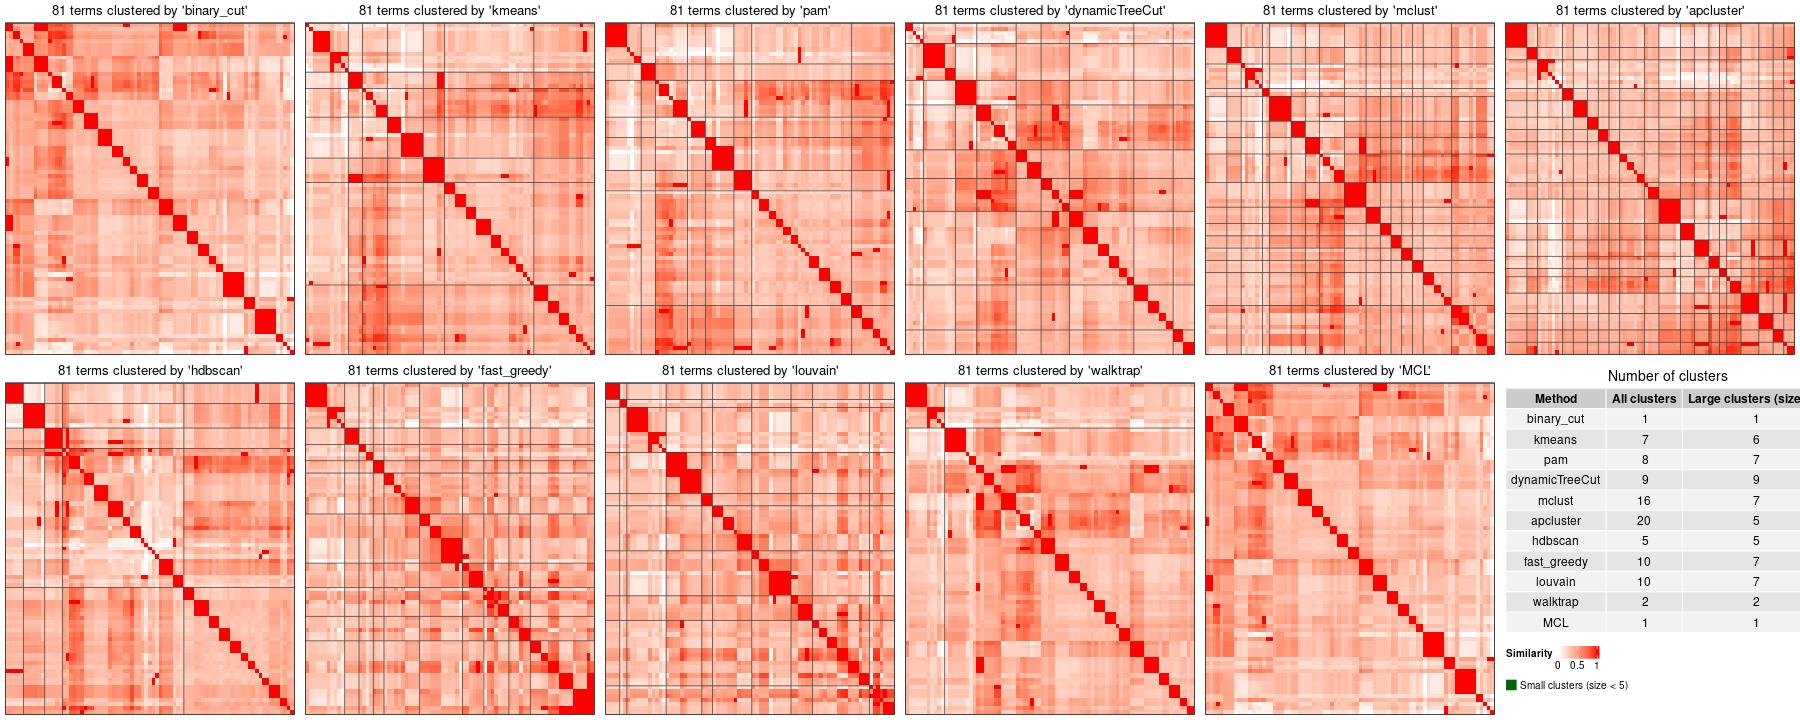 81 terms clustered by 'binary_cut'
81 terms clustered by 'kmeans'
81 terms clustered by 'pam'
81 terms clustered by 'dynamicTreeCut'
81 terms clustered by 'mclust'
81 terms clustered by 'apcluster'
81 terms clustered by 'hdbscan'
81 terms clustered by 'fast_greedy'
81 terms clustered by 'louvain'
81 terms clustered by 'walktrap'
81 terms clustered by 'MCL'
Number of clusters
Method All clusters Large clusters (size
binary_cut 1 1
kmeans 7 6
pam 8 7
dynamicTreeCut 9 9
mclust 16 7
apcluster 20 5
hdbscan 5 5
fast_greedy 10 7
louvain 10 7
walktrap 2 2
MCL 1 1
Similarity
0 0.5 1
Small clusters (size < 5)